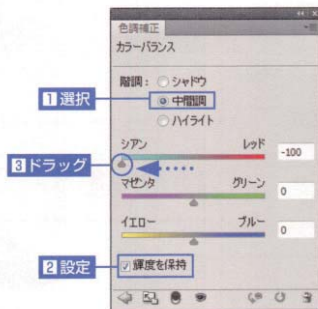 色調補正
カラーバランス
階調： シャドウ
1 選択
中間調
ハイライト
シアン レッド -100
3 ドラッグ
マゼンタ グリーン 0
イエロー ブルー 0
2 設定
輝度を保持